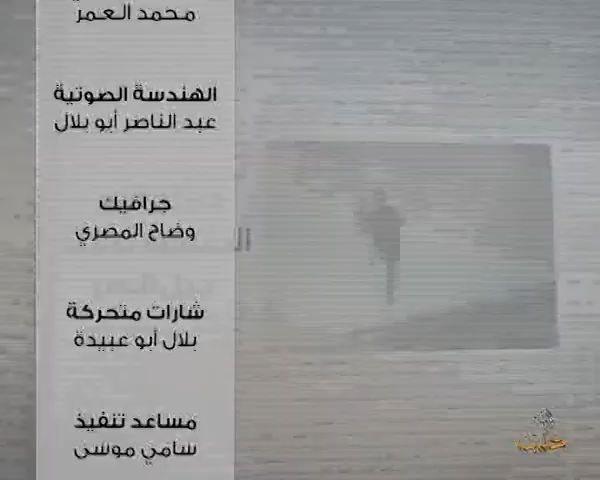 محمد العمر
الهندسة الصوتية
عبد الناصر أبو بلال
جرافيك
وضاح المصري
شارات متحركة
بلال أبو عبيدة
مساعد تنفيذ
سامي موسى